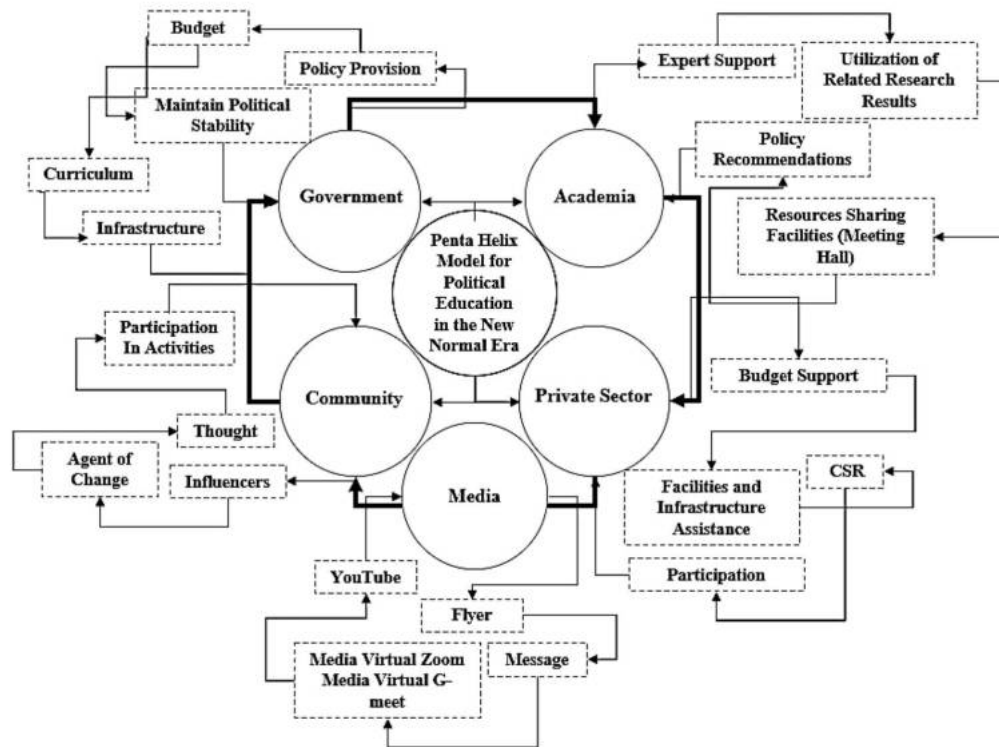 Budget
Expert Support
Utilization of
Related Research
Results
Policy Provision
Maintain Political
Stability
Policy
Recommendations
Curriculum
Government
Academia
Infrastructure
Resources Sharing
Facilities (Meeting
Hall)
Penta Helix
Model for
Political
Education
in the New
Normal Era
Participation
In Activities
Budget Support
Community
Private Sector
Thought
Agent of
Change
Influencers
Media
CSR
Facilities and
Infrastructure
Assistance
YouTube
Participation
Flyer
Media Virtual Zoom
Media Virtual G-
meet
Message